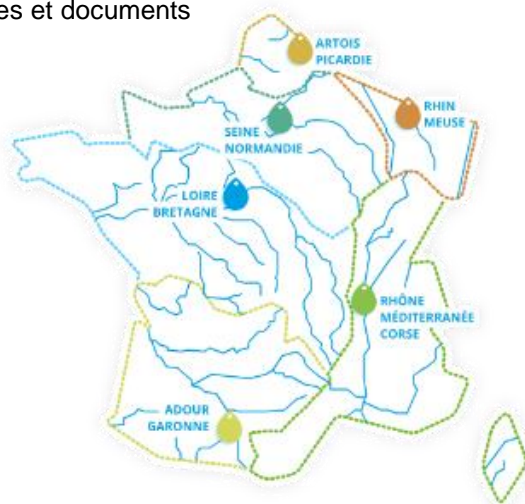 es et documents
ARTOIS
PICARDIE
RHIN
MEUSE
SEINE
NORMANDIE
LOIRE
BRETAGNE
RHÔNE
MÉDITERRANÉE
CORSE
ADOUR
GARONNE